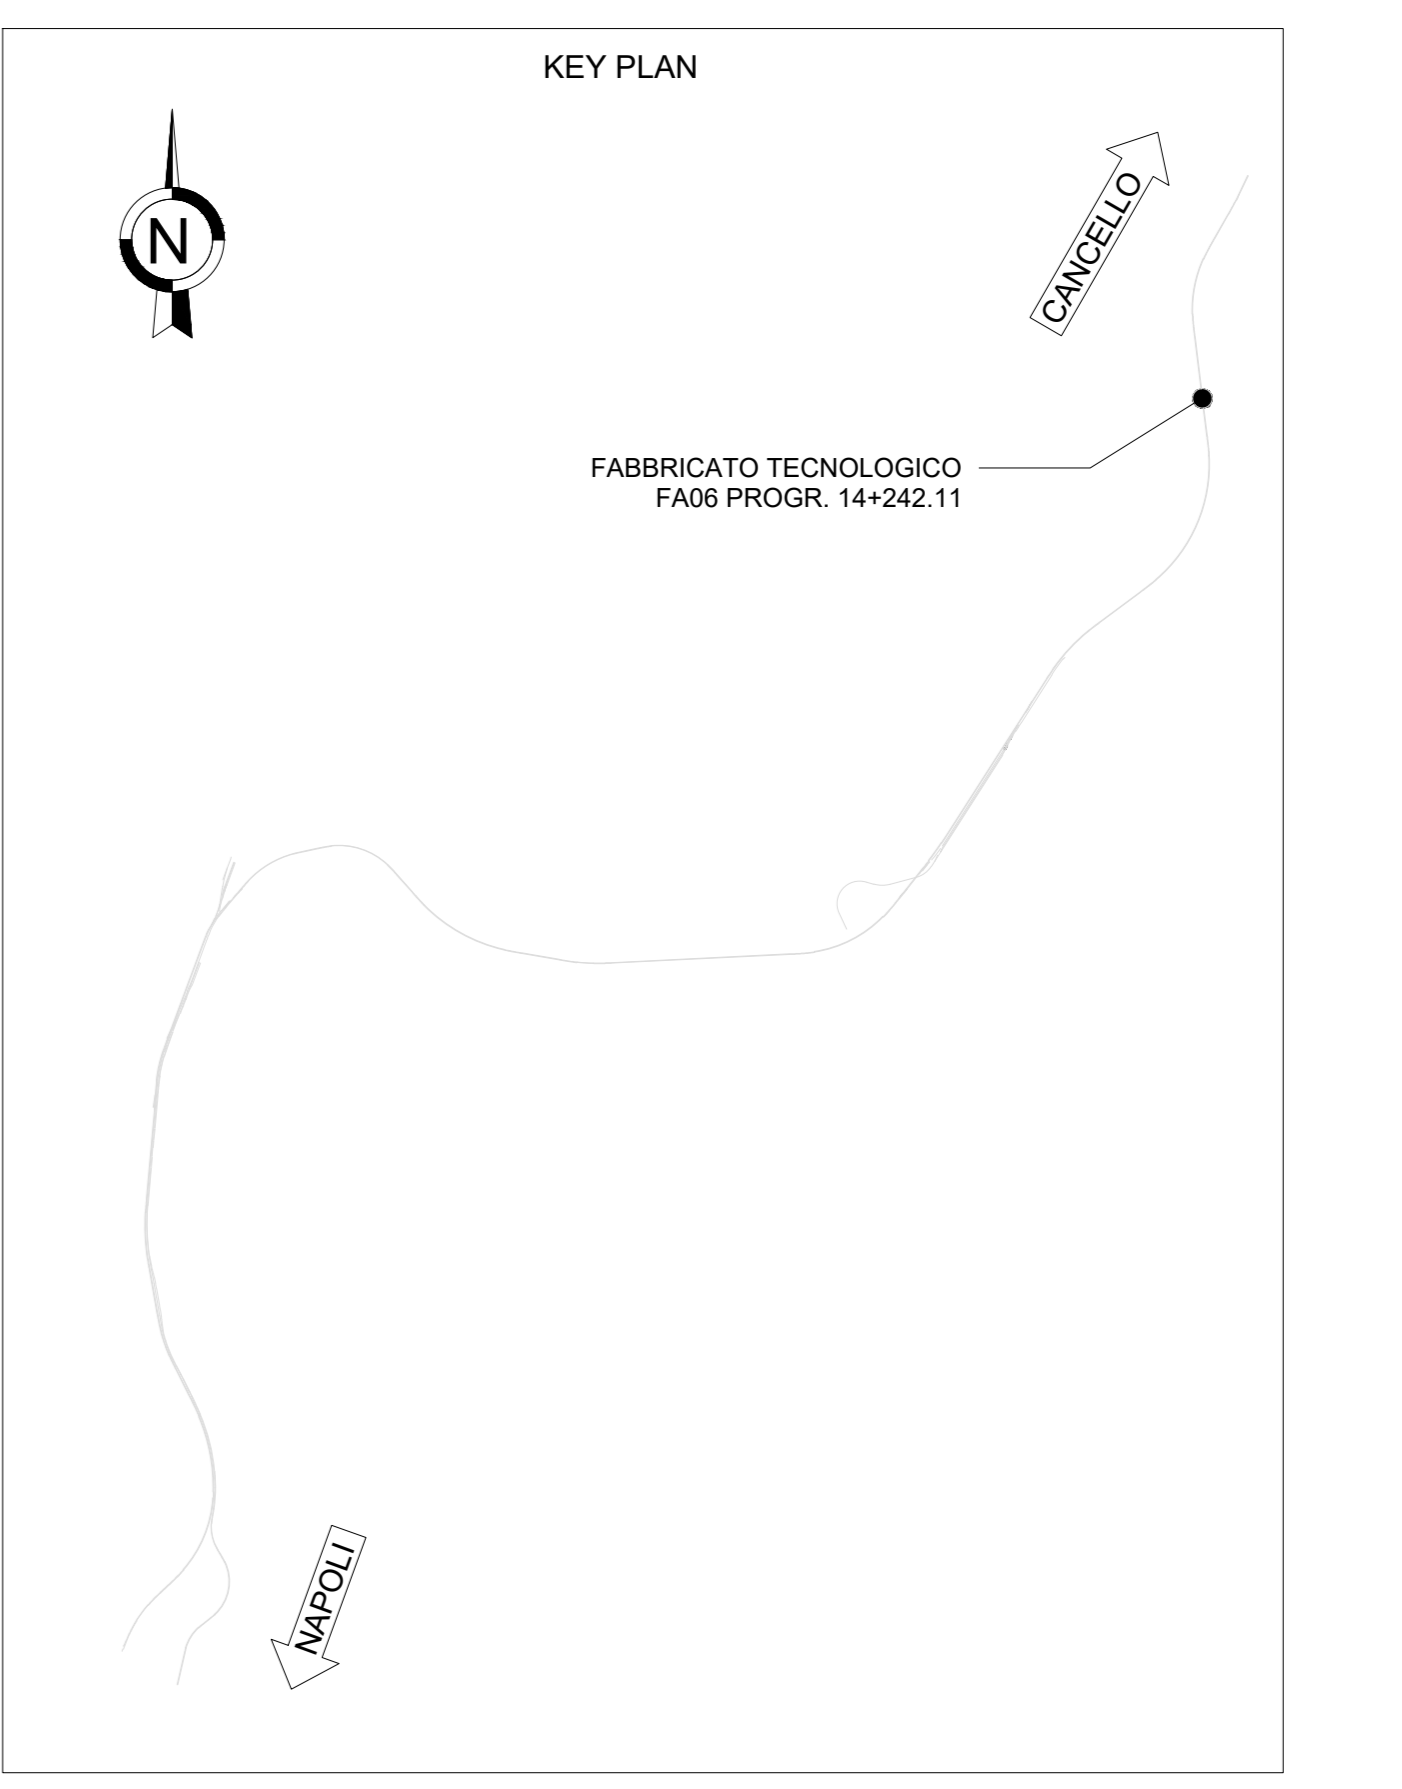 KEY PLAN
N
CANCELLO
FABBRICATO TECNOLOGICO
FA06 PROGR. 14+242.11
NAPOLI